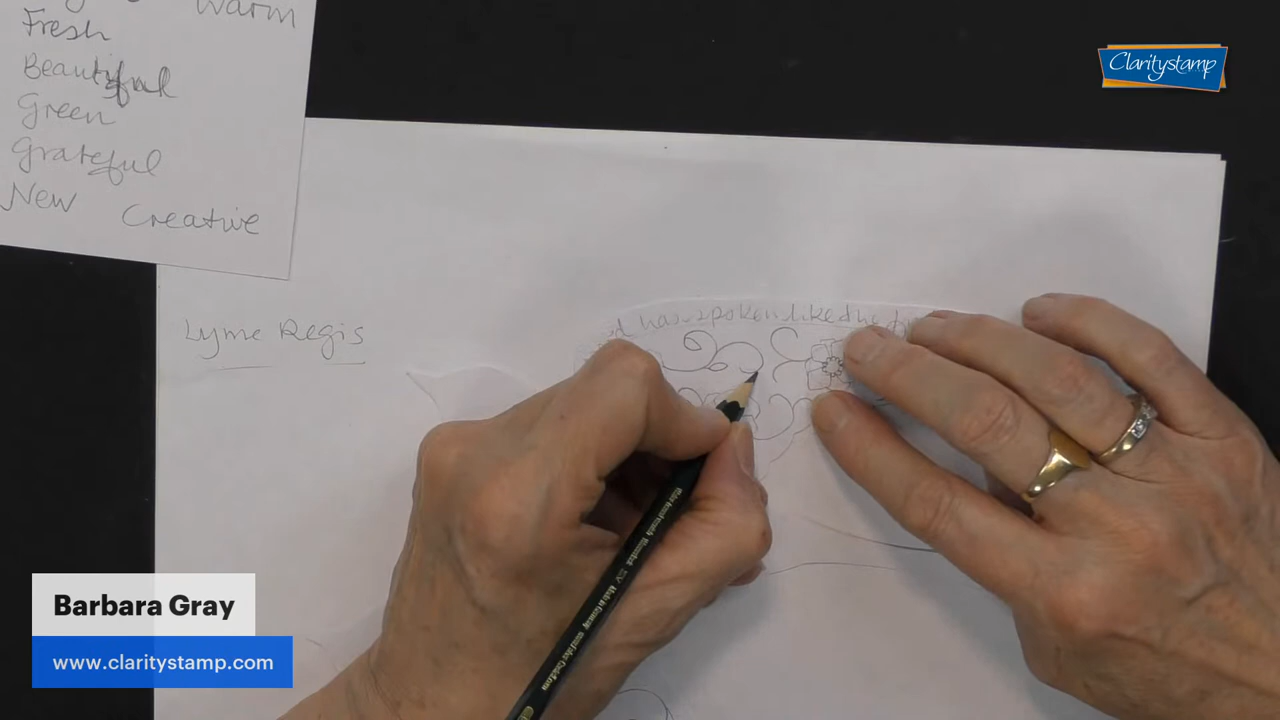 Warm
Fresh
Beautiful
Green
Grateful
New Creative
Claritystamp
Lyme Regis
has spoken like the
Barbara Gray
www.claritystamp.com